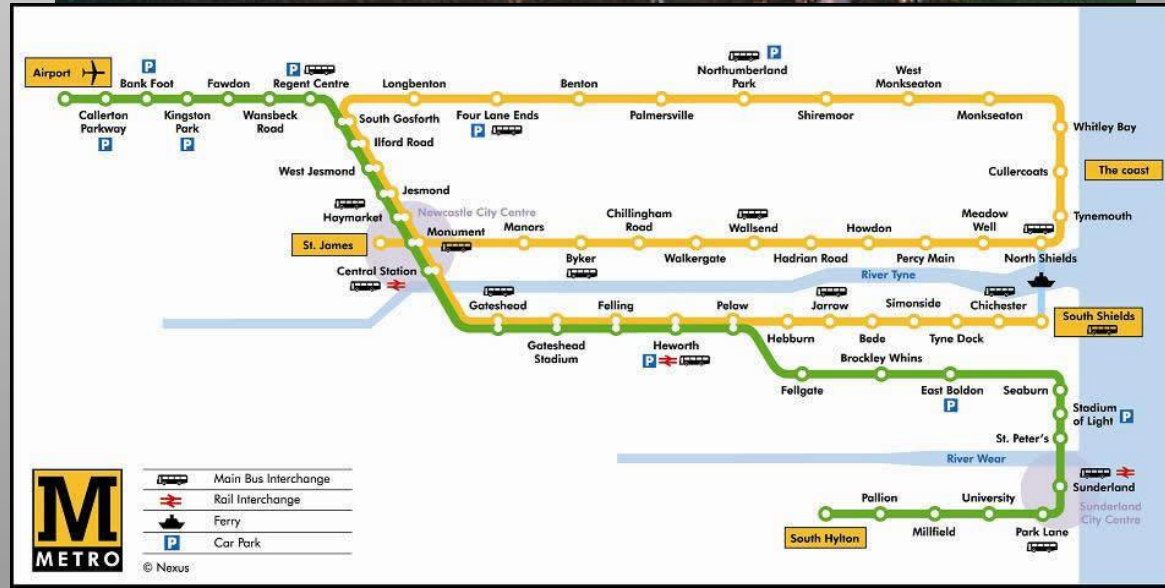 Airport
Bank Foot
Fawdon
Regent Centre
Callerton
Parkway
Kingston
Park
Wansbeck
Road
Longbenton
Four Lane Ends
Benton
Palmersville
Northumberland
Park
Shiremoor
West
Monkseaton
Monkseaton
Whitley Bay
Cullercoats
The coast
Tynemouth
South Gosforth
Ilford Road
West Jesmond
Jesmond
Haymarket
Newcastle City Centre
Monument
St. James
Central Station
Manors
Byker
Chillingham
Road
Walkergate
Wallsend
Hadrian Road
Howdon
Percy Main
Meadow
Well
North Shields
River Tyne
Gateshead
Gateshead
Stadium
Felling
Heworth
Pelaw
Hebburn
Jarrow
Bede
Simonside
Tyne Dock
Chichester
South Shields
Fellgate
Brockley Whins
East Boldon
Seaburn
Stadium
of Light
St. Peter's
River Wear
Sunderland
Sunderland
City Centre
Park Lane
University
Millfield
Pallion
South Hylton
M
METRO
Main Bus Interchange
Rail Interchange
Ferry
P Car Park
© Nexus